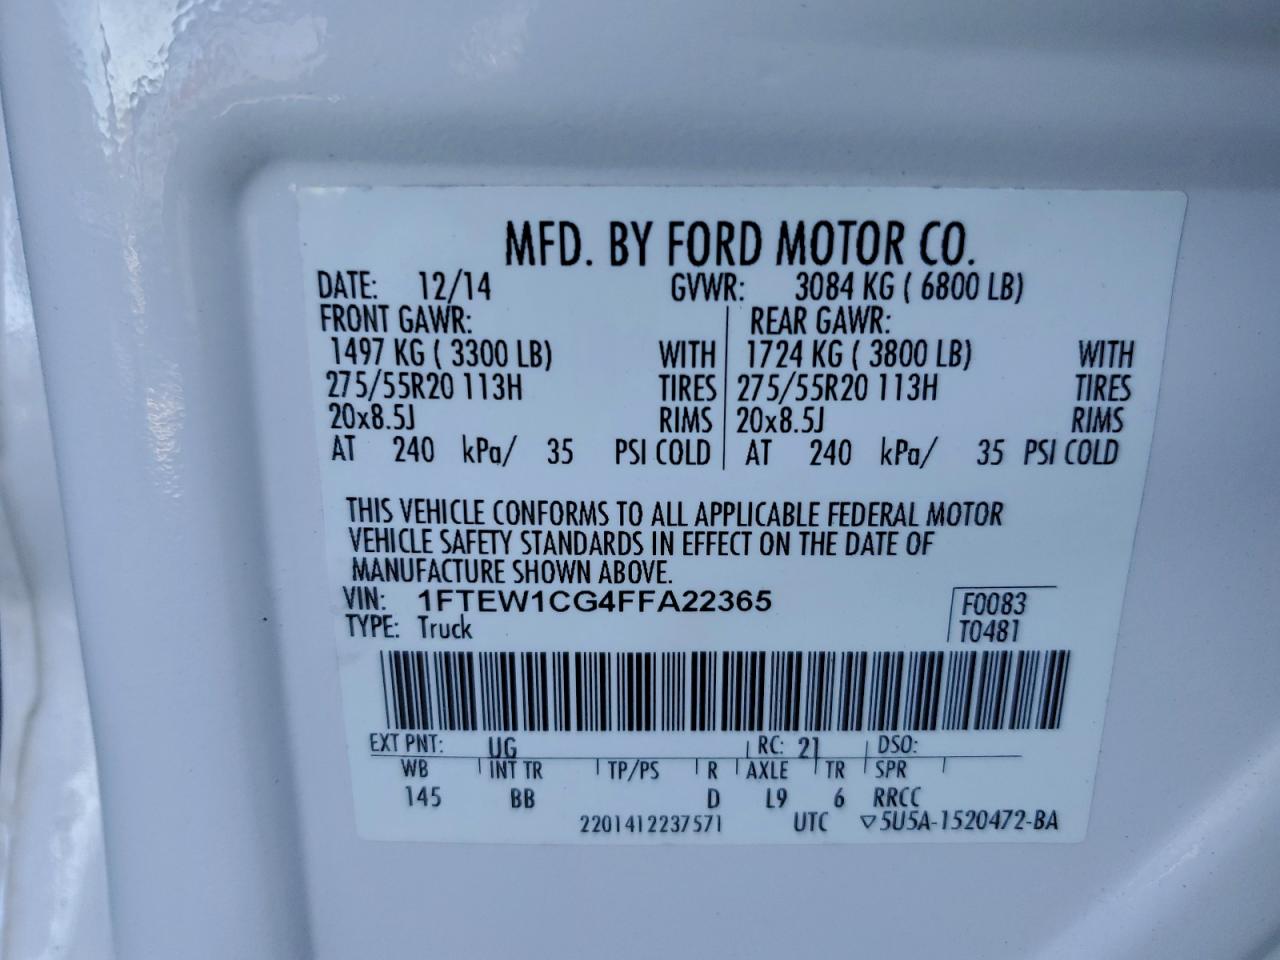 MFD. BY FORD MOTOR CO.
DATE: 12/14 GVWR: 3084 KG ( 6800 LB)
FRONT GAWR: REAR GAWR:
1497 KG ( 3300 LB) WITH 1724 KG ( 3800 LB) WITH
275/55R20 113H TIRES 275/55R20 113H TIRES
20x8.5J RIMS 20x8.5J RIMS
AT 240 kPa/ 35 PSI COLD AT 240 kPa/ 35 PSI COLD
THIS VEHICLE CONFORMS TO ALL APPLICABLE FEDERAL MOTOR
VEHICLE SAFETY STANDARDS IN EFFECT ON THE DATE OF
MANUFACTURE SHOWN ABOVE.
VIN: 1FTEW1CG4FFA22365 F0083
TYPE: Truck T0481
EXT PNT: UG RC: 21 DSO:
WB INT TR TP/PS R AXLE TR SPR
145 BB D L9 6 RRCC
2201412237571 UTC ▽5U5A-1520472-BA